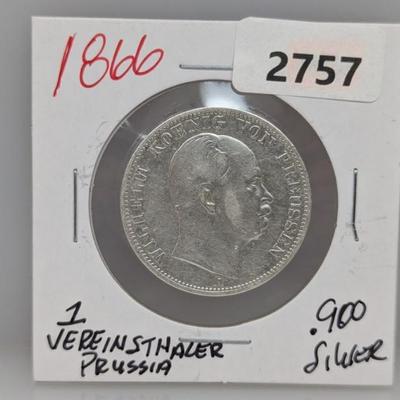 1866
2757
WILHELM KOENIG VON PREUSSEN
1
VEREINSTHALER
PRUSSIA
.900
Silver